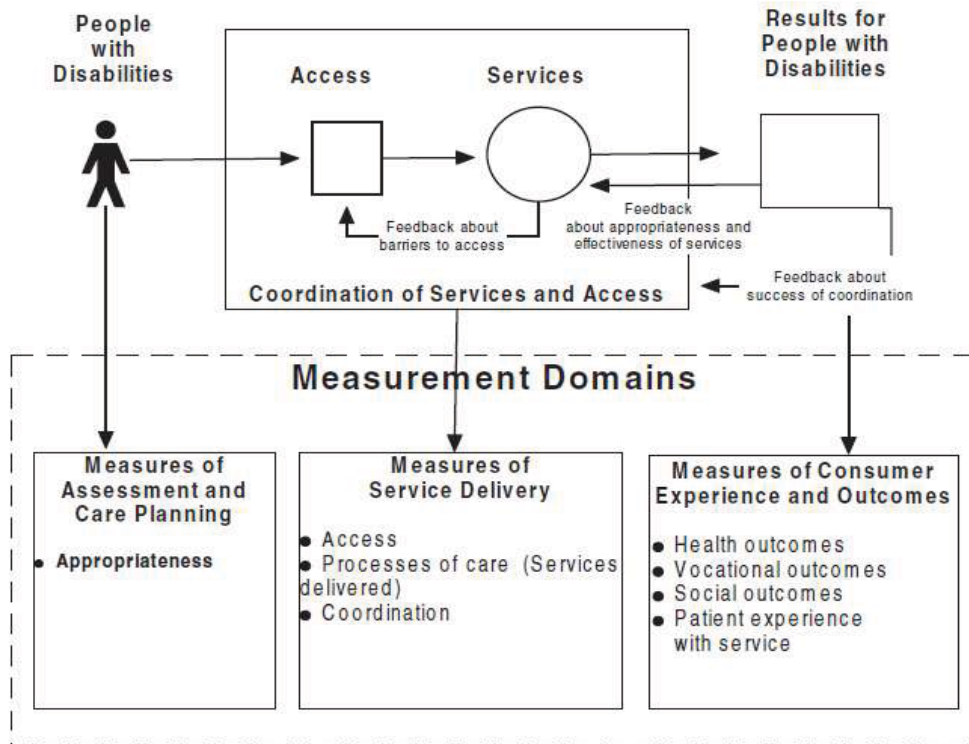 People
with
Disabilities
Access
Services
Results for
People with
Disabilities
Feedback about
barriers to access
Feedback
about appropriateness and
effectiveness of services
Coordination of Services and Access
Feedback about
success of coordination
Measurement Domains
Measures of
Assessment and
Care Planning
● Appropriateness
Measures of
Service Delivery
● Access
● Processes of care (Services
delivered)
● Coordination
Measures of Consumer
Experience and Outcomes
● Health outcomes
● Vocational outcomes
● Social outcomes
● Patient experience
with service